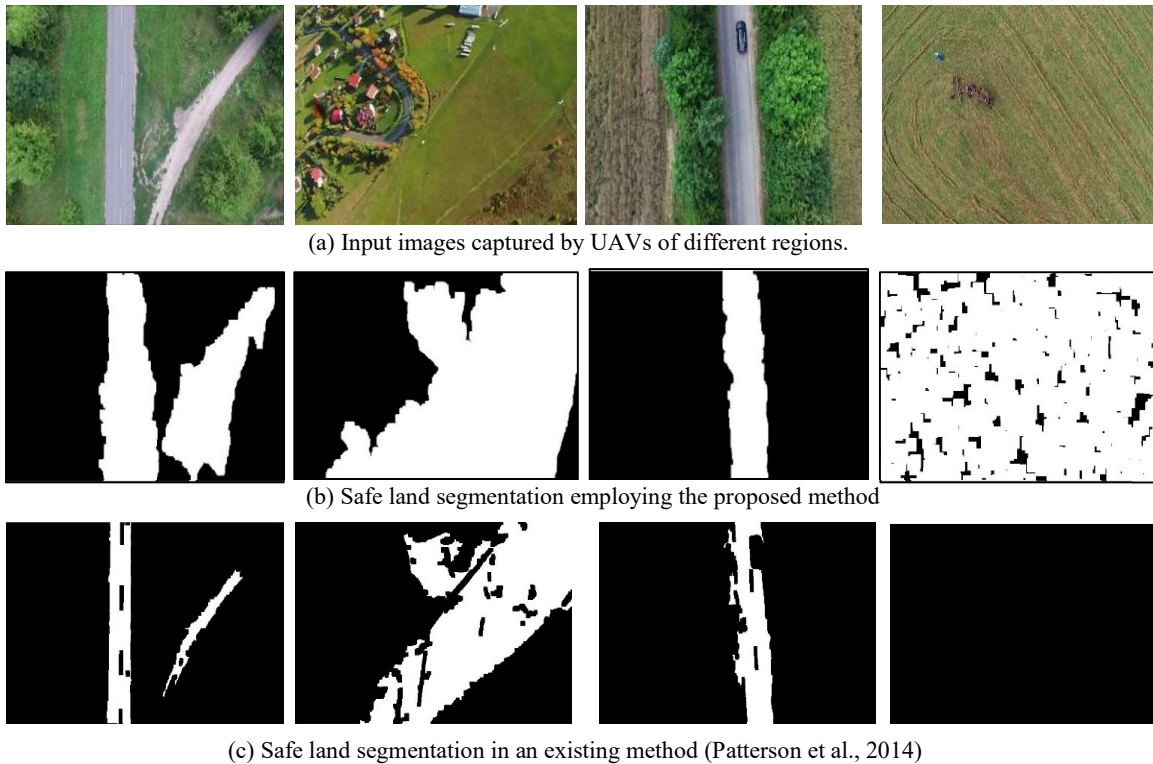 (a) Input images captured by UAVs of different regions.
(b) Safe land segmentation employing the proposed method
(c) Safe land segmentation in an existing method (Patterson et al., 2014)